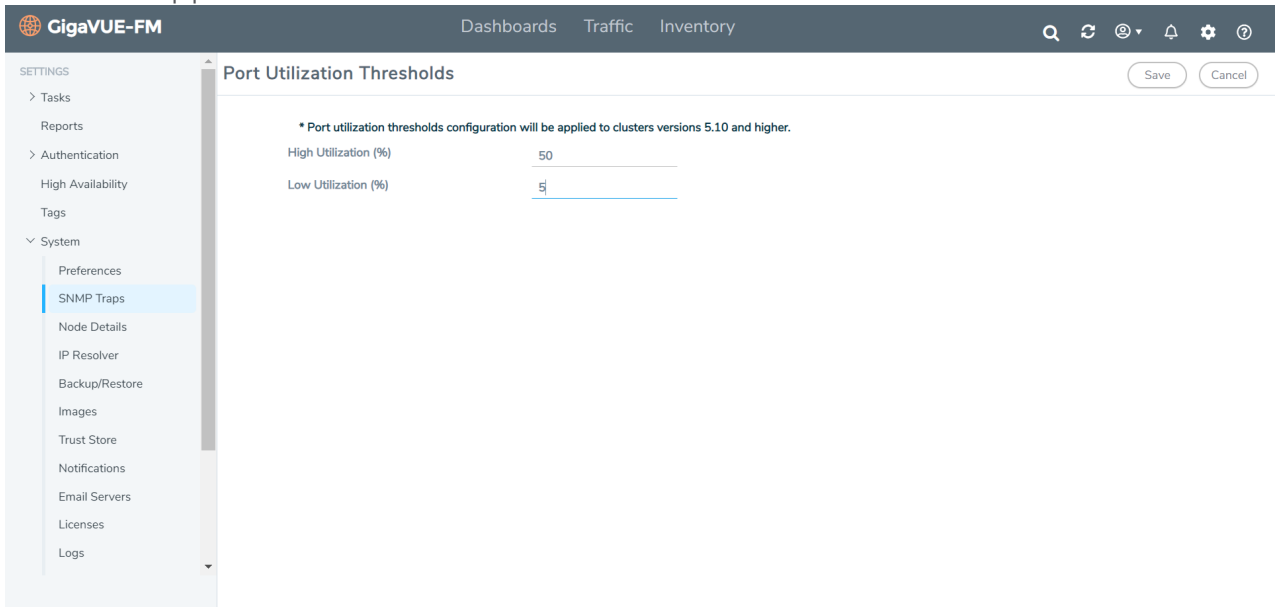 GigaVUE-FM
Dashboards Traffic Inventory
SETTINGS
Tasks
Reports
Authentication
High Availability
Tags
System
Preferences
SNMP Traps
Node Details
IP Resolver
Backup/Restore
Images
Trust Store
Notifications
Email Servers
Licenses
Logs
Port Utilization Thresholds
Save Cancel
* Port utilization thresholds configuration will be applied to clusters versions 5.10 and higher.
High Utilization (%) 50
Low Utilization (%) 5